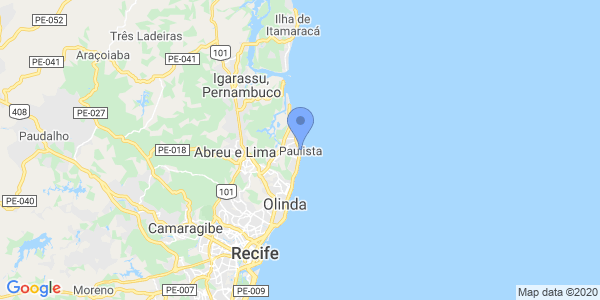 PE-052
Ilha de
Itamaracá
Três Ladeiras
Araçoiaba
101
PE-041
PE-041
Igarassu,
Pernambuco
408
PE-027
Paudalho
PE-018
Abreu e Lima
Paulista
101
PE-040
Olinda
Camaragibe
Recife
Google
Moreno
PE-007
PE-009
Map data ©2020